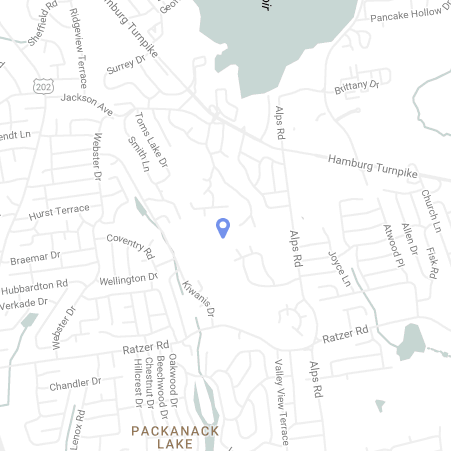 Sheffield Rd
Ridgeview Terrace
Hamburg Turnpike
Pancake Hollow Dr
Surrey Dr
Brittany Dr
202
Jackson Ave
Toms Lake Dr
Smith Ln
Alps Rd
Webster Dr
Hamburg Turnpike
Hurst Terrace
Church Ln
Allen Dr
Atwood Pl
Fisk Rd
Coventry Rd
Alps Rd
Joyce Ln
Braemar Dr
Wellington Dr
Hubbardton Rd
Verkade Dr
Kiwanis Dr
Webster Dr
Ratzer Rd
Ratzer Rd
Oakwood Dr
Beechwood Dr
Chestnut Dr
Hillcrest Dr
Chandler Dr
Valley View Terrace
Alps Rd
Lenox Rd
PACKANACK
LAKE